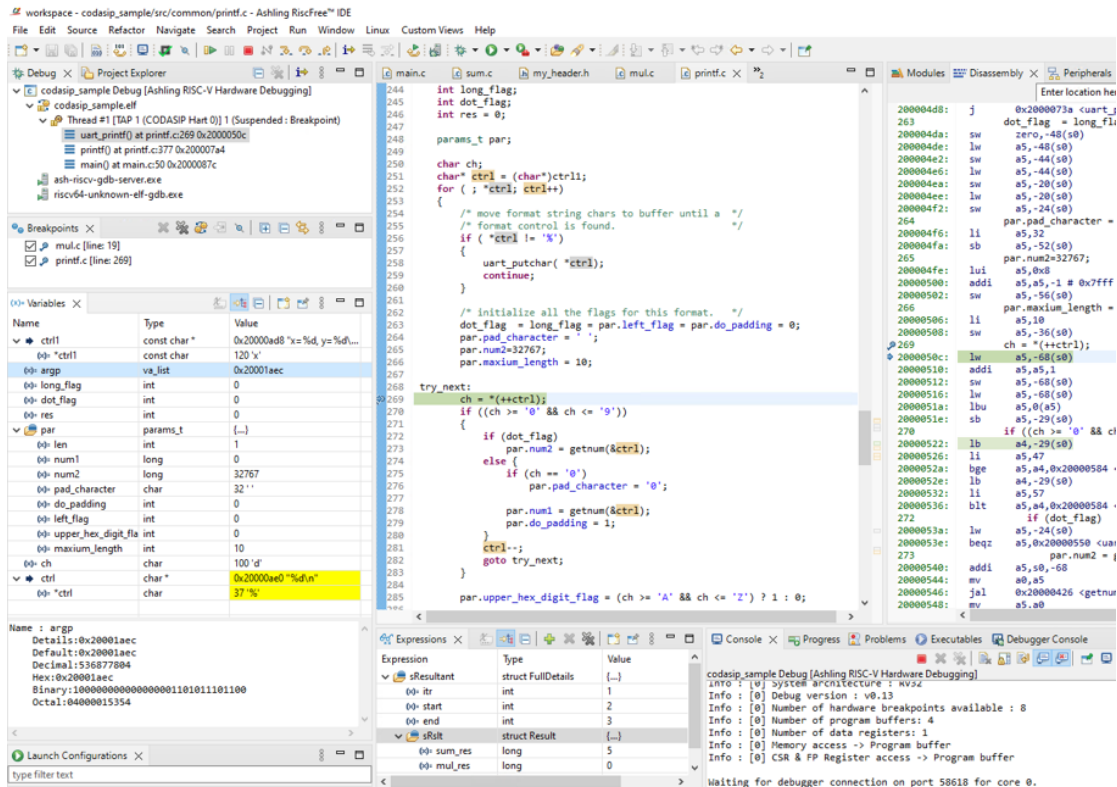 workspace - codasip_sample/src/common/printf.c - Ashling RiscFree™ IDE
File Edit Source Refactor Navigate Search Project Run Window Linux Custom Views Help
Debug Project Explorer
codasip_sample Debug [Ashling RISC-V Hardware Debugging]
codasip_sample.elf
Thread #1 [TAP 1 (CODASIP Hart 0)] 1 (Suspended : Breakpoint)
uart_printf() at printf.c:269 0x2000050c
printf() at printf.c:377 0x200007a4
main() at main.c:50 0x2000087c
ash-riscv-gdb-server.exe
riscv64-unknown-elf-gdb.exe
Breakpoints
mul.c [line: 19]
printf.c [line: 269]
(x)= Variables
Name Type Value
ctrl1 const char * 0x20000ad8 "x=%d, y=%d\...
(x)= *ctrl1 const char 120 'x'
(x)= argp va_list 0x20001aec
(x)= long_flag int 0
(x)= dot_flag int 0
(x)= res int 0
par params_t {...}
(x)= len int 1
(x)= num1 long 0
(x)= num2 long 32767
(x)= pad_character char 32 ' '
(x)= do_padding int 0
(x)= left_flag int 0
(x)= upper_hex_digit_fla int 0
(x)= maxium_length int 10
(x)= ch char 100 'd'
ctrl char * 0x20000ae0 "%d\n"
(x)= *ctrl char 37 '%'
Name : argp
Details:0x20001aec
Default:0x20001aec
Decimal:536877804
Hex:0x20001aec
Binary:100000000000000001101011101100
Octal:04000015354
Launch Configurations
type filter text
main.c sum.c my_header.h mul.c printf.c »2
244 int long_flag;
245 int dot_flag;
246 int res = 0;
247
248 params_t par;
249
250 char ch;
251 char* ctrl = (char*)ctrl1;
252 for ( ; *ctrl; ctrl++)
253 {
254 /* move format string chars to buffer until a */
255 /* format control is found. */
256 if ( *ctrl != '%')
257 {
258 uart_putchar( *ctrl);
259 continue;
260 }
261
262 /* initialize all the flags for this format. */
263 dot_flag = long_flag = par.left_flag = par.do_padding = 0;
264 par.pad_character = ' ';
265 par.num2=32767;
266 par.maxium_length = 10;
267
268 try_next:
269 ch = *(++ctrl);
270 if ((ch >= '0' && ch <= '9'))
271 {
272 if (dot_flag)
273 par.num2 = getnum(&ctrl);
274 else {
275 if (ch == '0')
276 par.pad_character = '0';
277
278 par.num1 = getnum(&ctrl);
279 par.do_padding = 1;
280 }
281 ctrl--;
282 goto try_next;
283 }
284
285 par.upper_hex_digit_flag = (ch >= 'A' && ch <= 'Z') ? 1 : 0;
286
Modules Disassembly Peripherals
Enter location her
200004d8: j 0x2000073a <uart_p
263 dot_flag = long_fla
200004da: sw zero,-48(s0)
200004de: lw a5,-48(s0)
200004e2: sw a5,-44(s0)
200004e6: lw a5,-44(s0)
200004ea: sw a5,-20(s0)
200004ee: lw a5,-20(s0)
200004f2: sw a5,-24(s0)
264 par.pad_character =
200004f6: li a5,32
200004fa: sb a5,-52(s0)
265 par.num2=32767;
200004fe: lui a5,0x8
20000500: addi a5,a5,-1 # 0x7fff
20000502: sw a5,-56(s0)
266 par.maxium_length =
20000506: li a5,10
20000508: sw a5,-36(s0)
269 ch = *(++ctrl);
2000050c: lw a5,-68(s0)
20000510: addi a5,a5,1
20000512: sw a5,-68(s0)
20000516: lw a5,-68(s0)
2000051a: lbu a5,0(a5)
2000051e: sb a5,-29(s0)
270 if ((ch >= '0' && ch
20000522: lb a4,-29(s0)
20000526: li a5,47
2000052a: bge a5,a4,0x20000584 <
2000052e: lb a4,-29(s0)
20000532: li a5,57
20000536: blt a5,a4,0x20000584 <
272 if (dot_flag)
2000053a: lw a5,-24(s0)
2000053e: beqz a5,0x20000550 <uar
273 par.num2 = g
20000540: addi a5,s0,-68
20000544: mv a0,a5
20000546: jal 0x20000426 <getnum
20000548: mv a5,a0
Expressions
Expression Type Value
sResultant struct FullDetails {...}
(x)= itr int 1
(x)= start int 2
(x)= end int 3
sRslt struct Result {...}
(x)= sum_res long 5
(x)= mul_res long 0
Console Progress Problems Executables Debugger Console
codasip_sample Debug [Ashling RISC-V Hardware Debugging]
Info : [0] System architecture : RV32
Info : [0] Debug version : v0.13
Info : [0] Number of hardware breakpoints available : 8
Info : [0] Number of program buffers: 4
Info : [0] Number of data registers: 1
Info : [0] Memory access -> Program buffer
Info : [0] CSR & FP Register access -> Program buffer
Waiting for debugger connection on port 58618 for core 0.